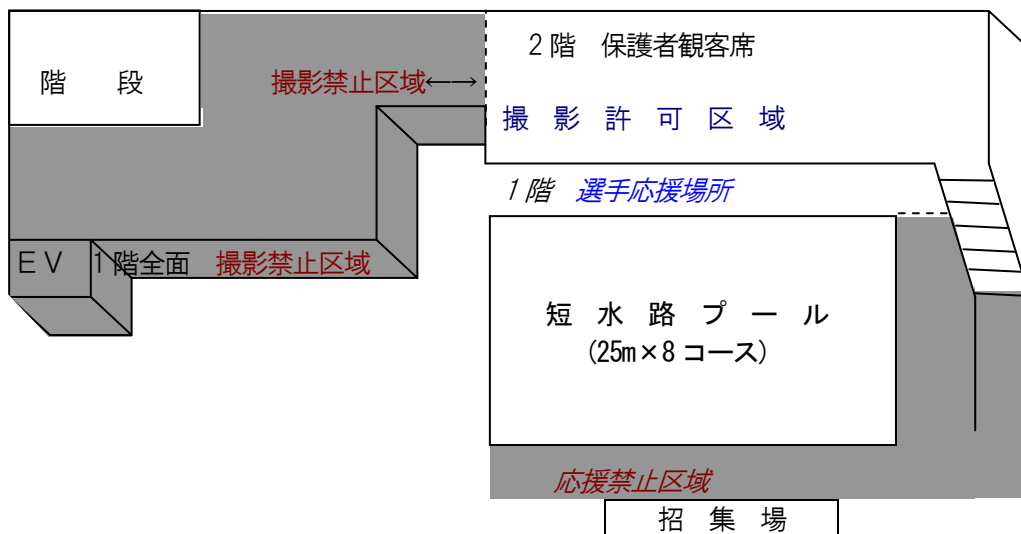 ２階　保護者観客席
階　段
撮影禁止区域←→
撮　影　許　可　区　域
１階　選手応援場所
ＥＶ　１階全面　撮影禁止区域
短　水　路　プ　ー　ル
(25m×8 コース)
応援禁止区域
招　集　場